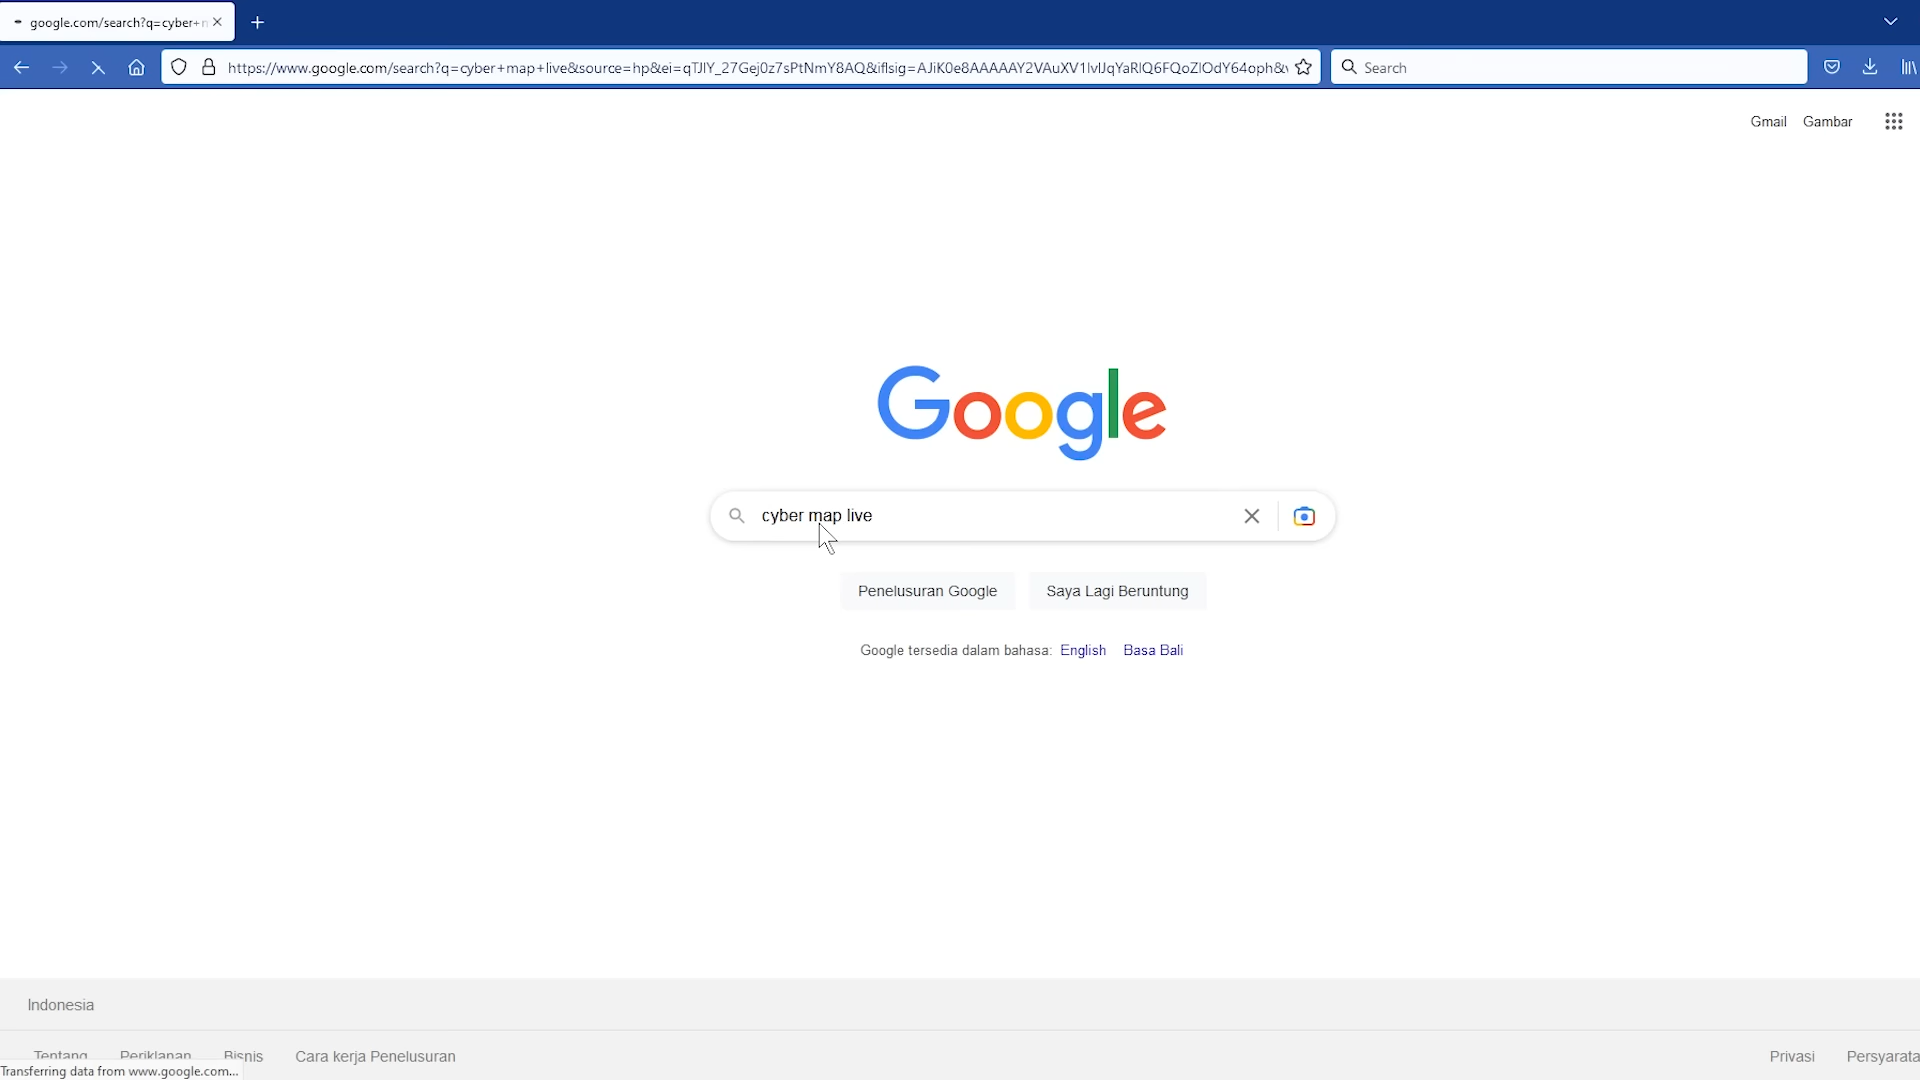 google.com/search?q=cyber+
https://www.google.com/search?q=cyber+map+live&source=hp&ei=qTJIY_27Gej0z7sPtNmY8AQ&iflsig=
Search
Gmail Gambar
Google
cyber map live
Penelusuran Google Saya Lagi Beruntung
Google tersedia dalam bahasa: English Basa Bali
Indonesia
Tentang Periklanan Bisnis Cara kerja Penelusuran Privasi
Transferring data from www.google.com...